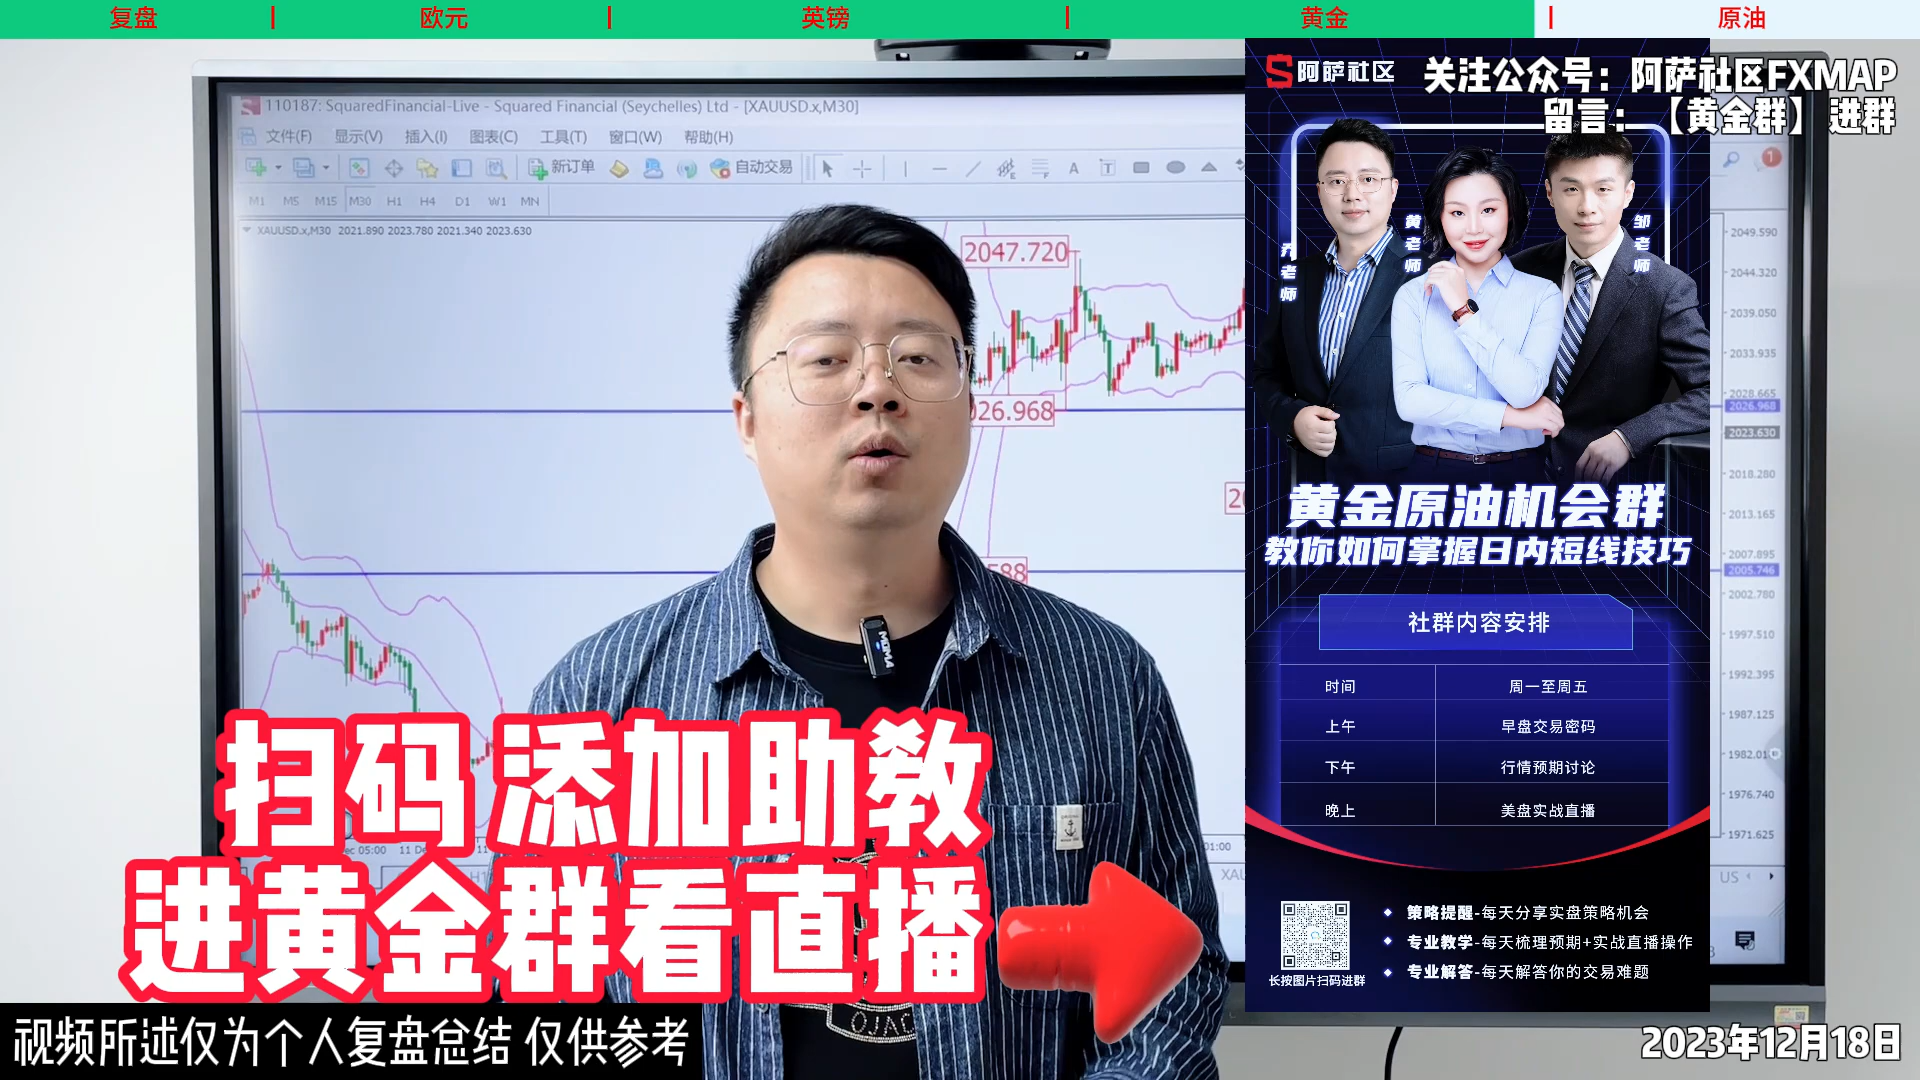 复盘 | 欧元 | 英镑 | 黄金 | 原油
阿萨社区
关注公众号：阿萨社区FXMAP
留言：【黄金群】进群
110187: SquaredFinancial-Live - Squared Financial (Seychelles) Ltd - [XAUUSD.x,M30]
文件(F) 显示(V) 插入(I) 图表(C) 工具(T) 窗口(W) 帮助(H)
新订单 自动交易
M1 M5 M15 M30 H1 H4 D1 W1 MN
XAUUSD.x,M30 2021.890 2023.780 2021.340 2023.630
2047.720
026.968
588
2049.590
2044.320
2039.050
2033.935
2028.665
2026.968
2023.630
2018.280
2013.165
2007.895
2005.746
2002.780
1997.510
1992.395
1987.125
1982.01
1976.740
1971.625
乔老师
黄老师
邹老师
黄金原油机会群
教你如何掌握日内短线技巧
社群内容安排
时间 周一至周五
上午 早盘交易密码
下午 行情预期讨论
晚上 美盘实战直播
策略提醒-每天分享实盘策略机会
专业教学-每天梳理预期+实战直播操作
专业解答-每天解答你的交易难题
长按图片扫码进群
扫码 添加助教
进黄金群看直播
MOMA
视频所述仅为个人复盘总结 仅供参考
2023年12月18日